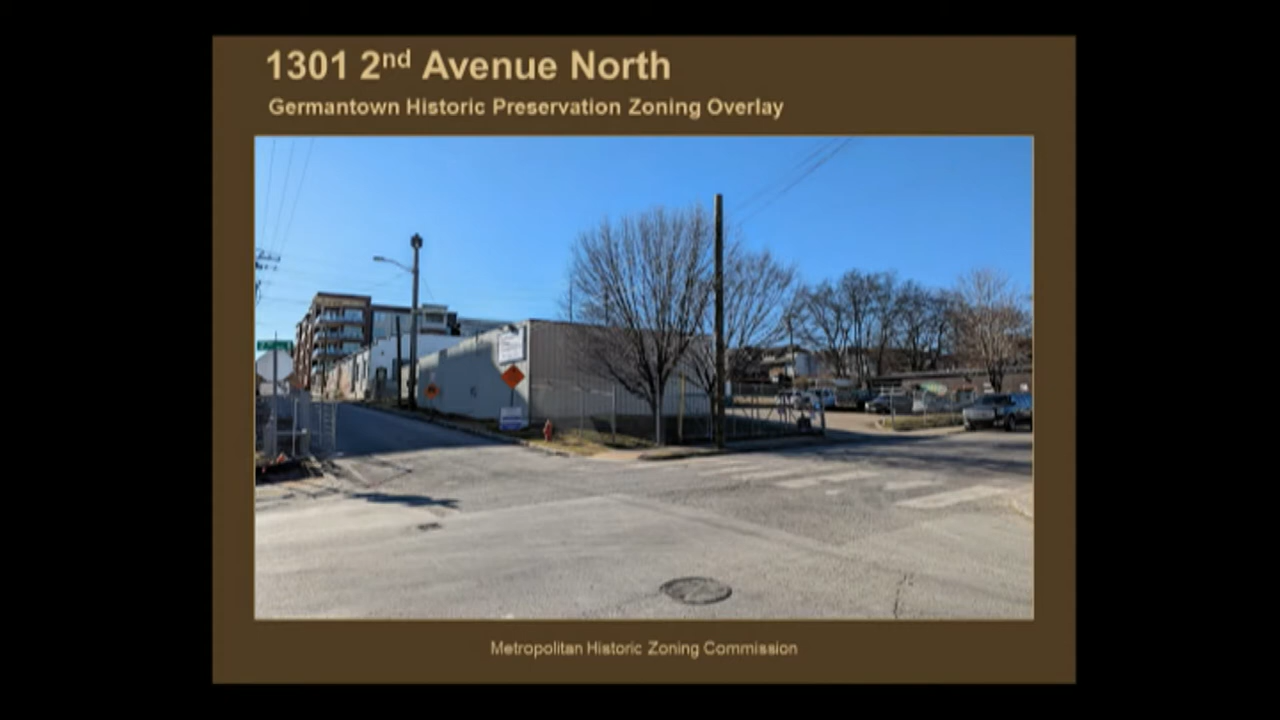 1301 2nd Avenue North
Germantown Historic Preservation Zoning Overlay
Metropolitan Historic Zoning Commission